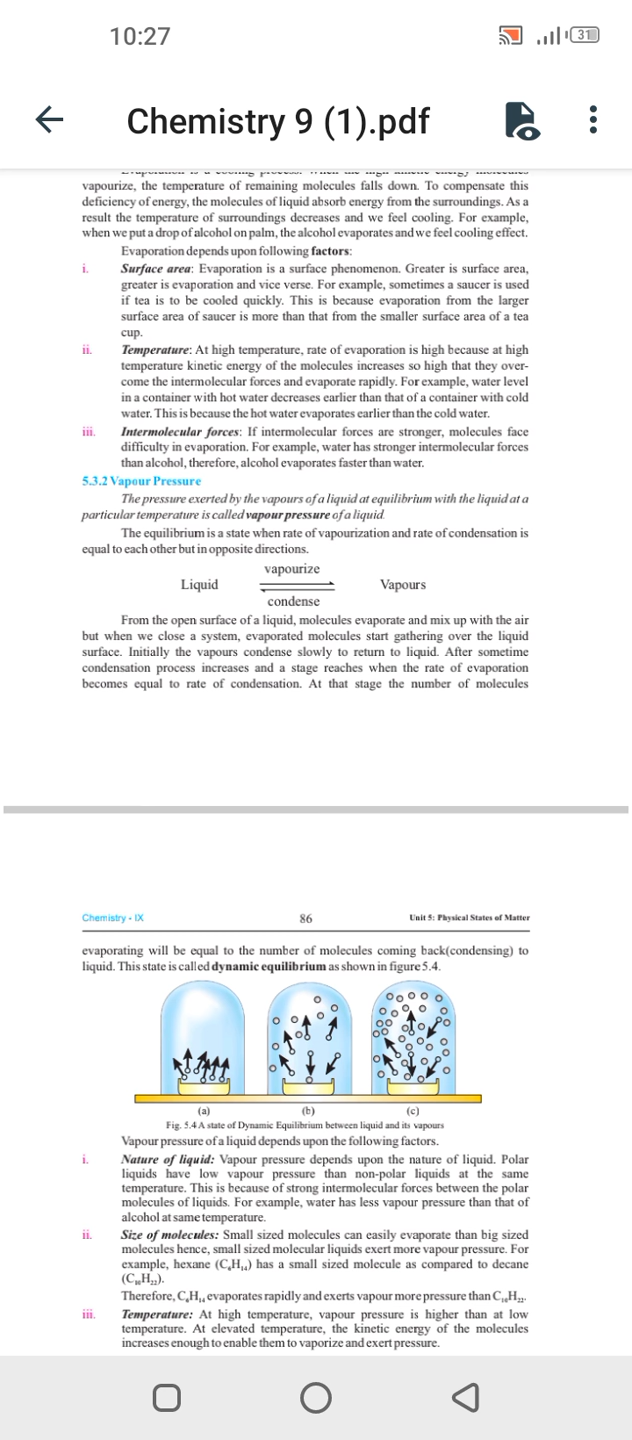 10:27
31
Chemistry 9 (1).pdf
Evaporation is a cooling process. When the high kinetic energy molecules
vapourize, the temperature of remaining molecules falls down. To compensate this
deficiency of energy, the molecules of liquid absorb energy from the surroundings. As a
result the temperature of surroundings decreases and we feel cooling. For example,
when we put a drop of alcohol on palm, the alcohol evaporates and we feel cooling effect.
Evaporation depends upon following factors:
i. Surface area: Evaporation is a surface phenomenon. Greater is surface area,
greater is evaporation and vice verse. For example, sometimes a saucer is used
if tea is to be cooled quickly. This is because evaporation from the larger
surface area of saucer is more than that from the smaller surface area of a tea
cup.
ii. Temperature: At high temperature, rate of evaporation is high because at high
temperature kinetic energy of the molecules increases so high that they over-
come the intermolecular forces and evaporate rapidly. For example, water level
in a container with hot water decreases earlier than that of a container with cold
water. This is because the hot water evaporates earlier than the cold water.
iii. Intermolecular forces: If intermolecular forces are stronger, molecules face
difficulty in evaporation. For example, water has stronger intermolecular forces
than alcohol, therefore, alcohol evaporates faster than water.
5.3.2 Vapour Pressure
The pressure exerted by the vapours of a liquid at equilibrium with the liquid at a
particular temperature is called vapour pressure of a liquid.
The equilibrium is a state when rate of vapourization and rate of condensation is
equal to each other but in opposite directions.
vapourize
Liquid Vapours
condense
From the open surface of a liquid, molecules evaporate and mix up with the air
but when we close a system, evaporated molecules start gathering over the liquid
surface. Initially the vapours condense slowly to return to liquid. After sometime
condensation process increases and a stage reaches when the rate of evaporation
becomes equal to rate of condensation. At that stage the number of molecules
Chemistry - IX 86 Unit 5: Physical States of Matter
evaporating will be equal to the number of molecules coming back(condensing) to
liquid. This state is called dynamic equilibrium as shown in figure 5.4.
(a) (b) (c)
Fig. 5.4 A state of Dynamic Equilibrium between liquid and its vapours
Vapour pressure of a liquid depends upon the following factors.
i. Nature of liquid: Vapour pressure depends upon the nature of liquid. Polar
liquids have low vapour pressure than non-polar liquids at the same
temperature. This is because of strong intermolecular forces between the polar
molecules of liquids. For example, water has less vapour pressure than that of
alcohol at same temperature.
ii. Size of molecules: Small sized molecules can easily evaporate than big sized
molecules hence, small sized molecular liquids exert more vapour pressure. For
example, hexane (C₆H₁₄) has a small sized molecule as compared to decane
(C₁₀H₂₂).
Therefore, C₆H₁₄ evaporates rapidly and exerts vapour more pressure than C₁₀H₂₂.
iii. Temperature: At high temperature, vapour pressure is higher than at low
temperature. At elevated temperature, the kinetic energy of the molecules
increases enough to enable them to vaporize and exert pressure.